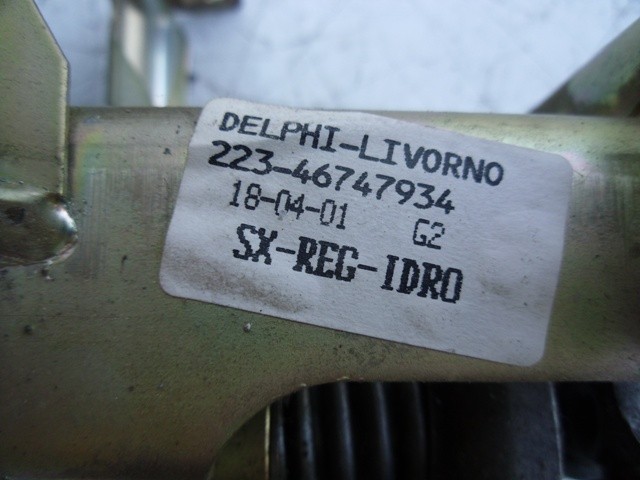 DELPHI-LIVORNO
223-46747934
18-04-01 G2
SX-REG-IDRO